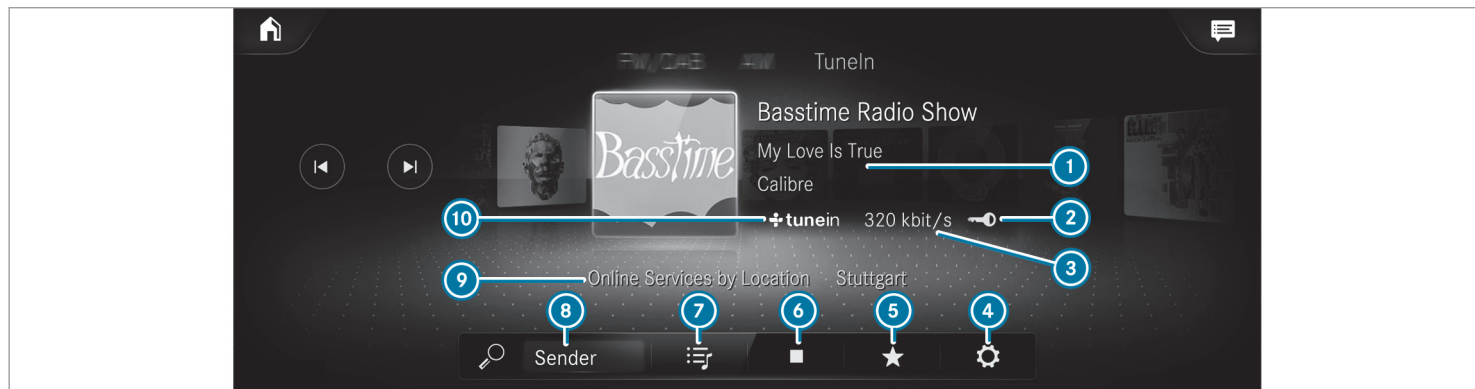 FM/DAB AM TuneIn
Basstime Radio Show
My Love Is True
Calibre
Basstime
tunein 320 kbit/s
Online Services by Location Stuttgart
Sender
1
2
3
4
5
6
7
8
9
10